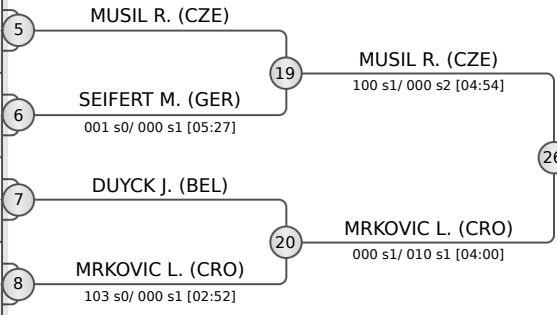 MUSIL R. (CZE)
5
19
MUSIL R. (CZE)
100 s1/ 000 s2 [04:54]
SEIFERT M. (GER)
6
001 s0/ 000 s1 [05:27]
26
DUYCK J. (BEL)
7
20
MRKOVIC L. (CRO)
000 s1/ 010 s1 [04:00]
MRKOVIC L. (CRO)
8
103 s0/ 000 s1 [02:52]